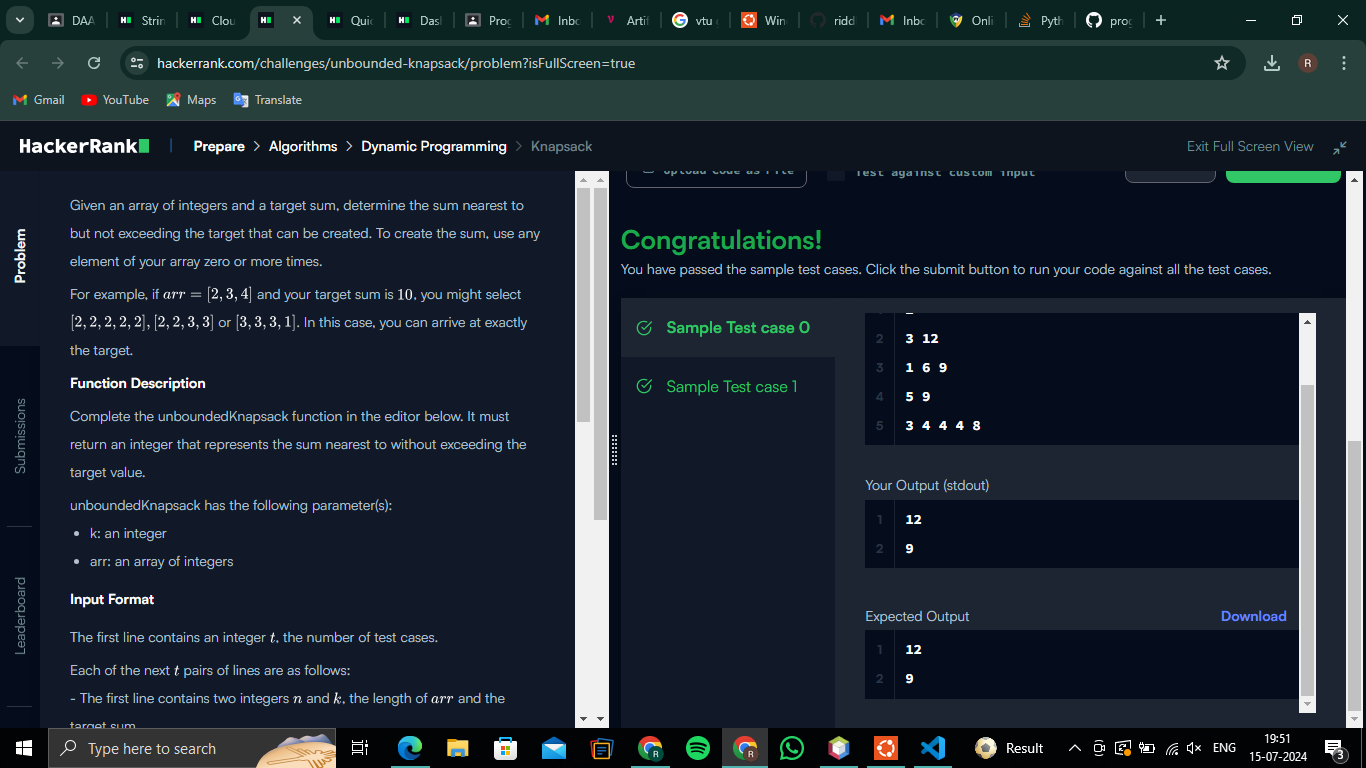 DAA
Strin
Clou
Quic
Dash
Prog
Inbo
Artif
vtu
Win
ridd
Inbo
Onli
Pyth
prog
hackerrank.com/challenges/unbounded-knapsack/problem?isFullScreen=true
R
Gmail YouTube Maps Translate
HackerRank | Prepare > Algorithms > Dynamic Programming > Knapsack
Exit Full Screen View
Problem
Submissions
Leaderboard
Given an array of integers and a target sum, determine the sum nearest to
but not exceeding the target that can be created. To create the sum, use any
element of your array zero or more times.
For example, if arr = [2, 3, 4] and your target sum is 10, you might select
[2, 2, 2, 2, 2], [2, 2, 3, 3] or [3, 3, 3, 1]. In this case, you can arrive at exactly
the target.
Function Description
Complete the unboundedKnapsack function in the editor below. It must
return an integer that represents the sum nearest to without exceeding the
target value.
unboundedKnapsack has the following parameter(s):
• k: an integer
• arr: an array of integers
Input Format
The first line contains an integer t, the number of test cases.
Each of the next t pairs of lines are as follows:
- The first line contains two integers n and k, the length of arr and the
target sum
Upload Code as File
Test against custom input
Congratulations!
You have passed the sample test cases. Click the submit button to run your code against all the test cases.
Sample Test case 0
Sample Test case 1
2 3 12
3 1 6 9
4 5 9
5 3 4 4 4 8
Your Output (stdout)
1 12
2 9
Expected Output Download
1 12
2 9
Type here to search
R
R
Result
ENG
19:51
15-07-2024
3